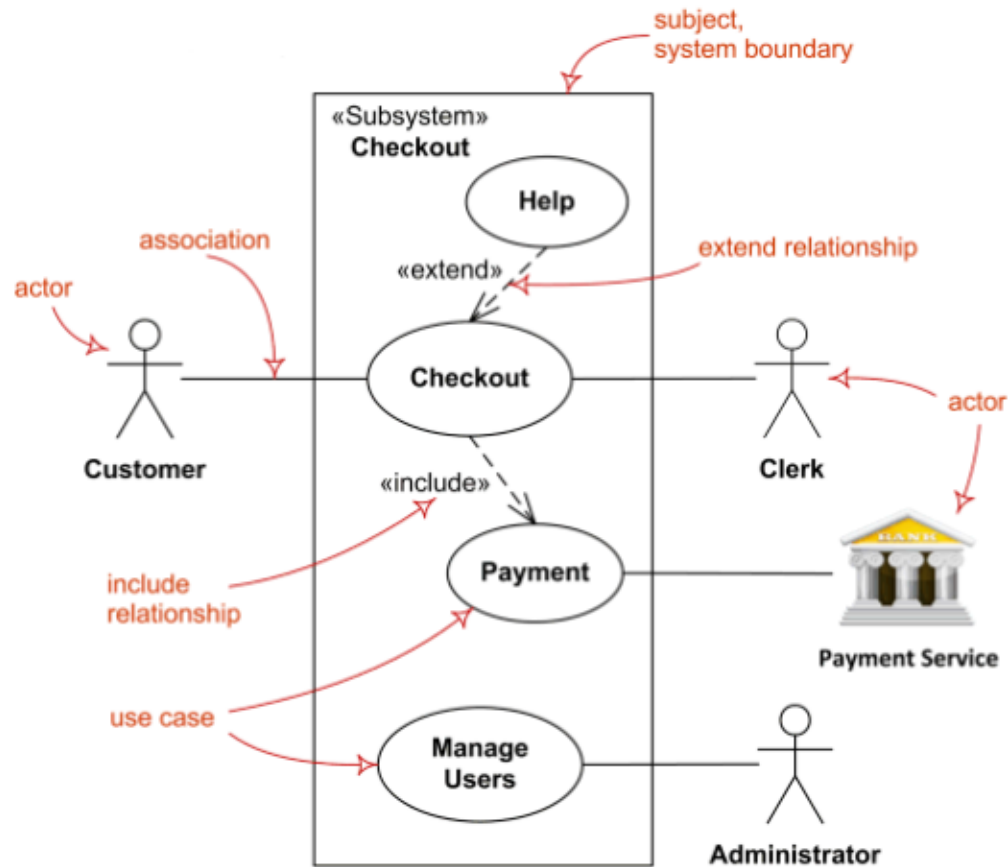 subject,
system boundary
«Subsystem»
Checkout
Help
association
«extend»
extend relationship
actor
Checkout
actor
Customer
Clerk
«include»
BANK
Payment
include
relationship
Payment Service
use case
Manage
Users
Administrator